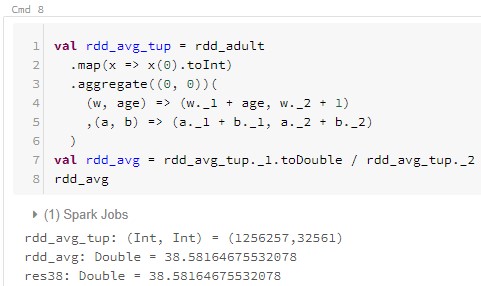 Cmd 8
1 val rdd_avg_tup = rdd_adult
2 .map(x => x(0).toInt)
3 .aggregate((0, 0))(
4 (w, age) => (w._1 + age, w._2 + 1)
5 ,(a, b) => (a._1 + b._1, a._2 + b._2)
6 )
7 val rdd_avg = rdd_avg_tup._1.toDouble / rdd_avg_tup._2
8 rdd_avg
▸ (1) Spark Jobs
rdd_avg_tup: (Int, Int) = (1256257,32561)
rdd_avg: Double = 38.58164675532078
res38: Double = 38.58164675532078